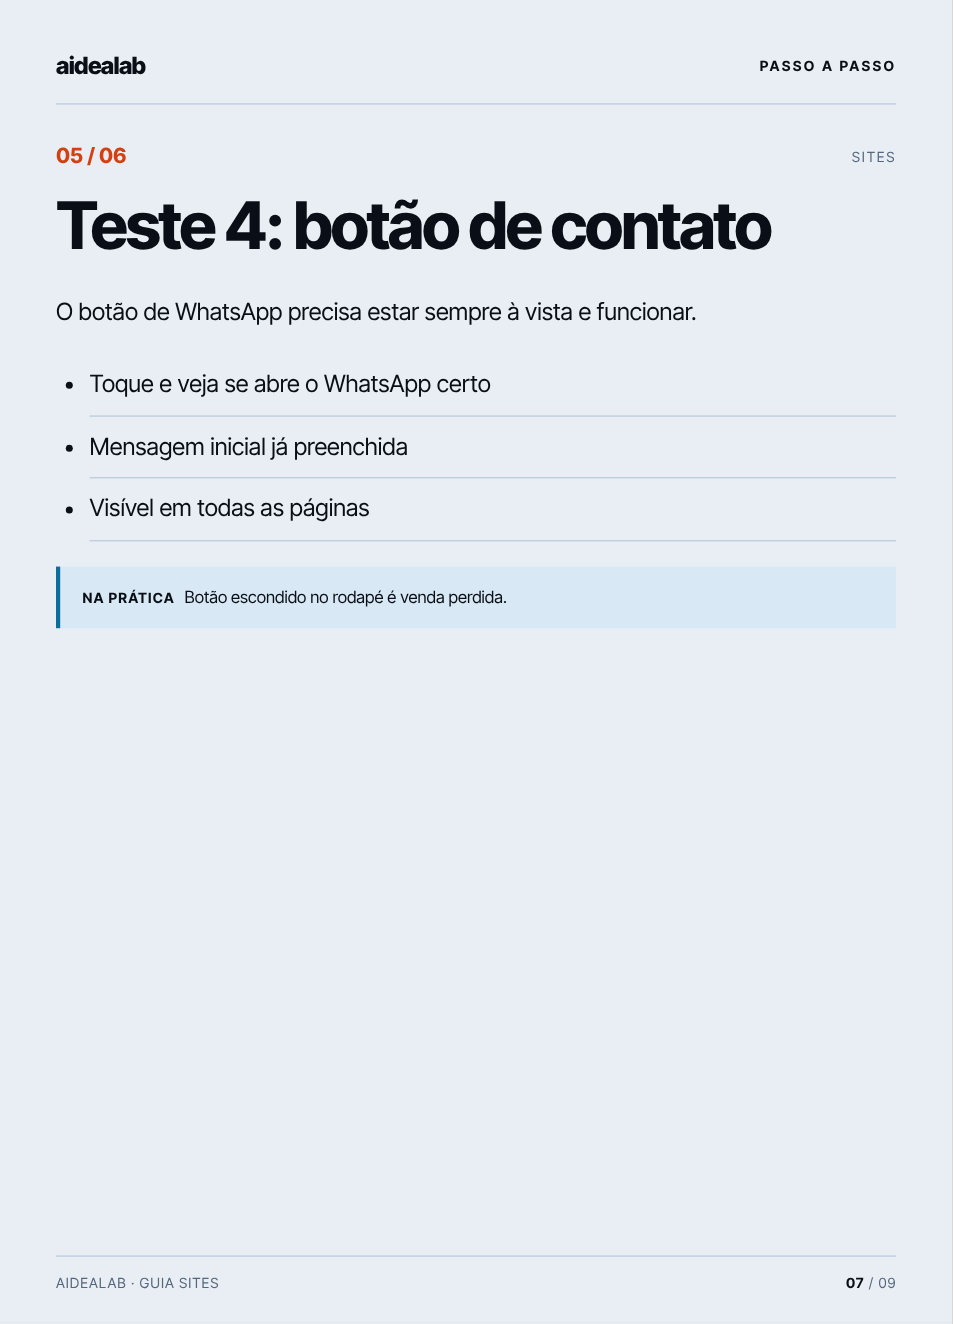 aidealab
PASSO A PASSO
05 / 06
SITES
Teste 4: botão de contato
O botão de WhatsApp precisa estar sempre à vista e funcionar.
• Toque e veja se abre o WhatsApp certo
• Mensagem inicial já preenchida
• Visível em todas as páginas
NA PRÁTICA Botão escondido no rodapé é venda perdida.
AIDEALAB · GUIA SITES
07 / 09